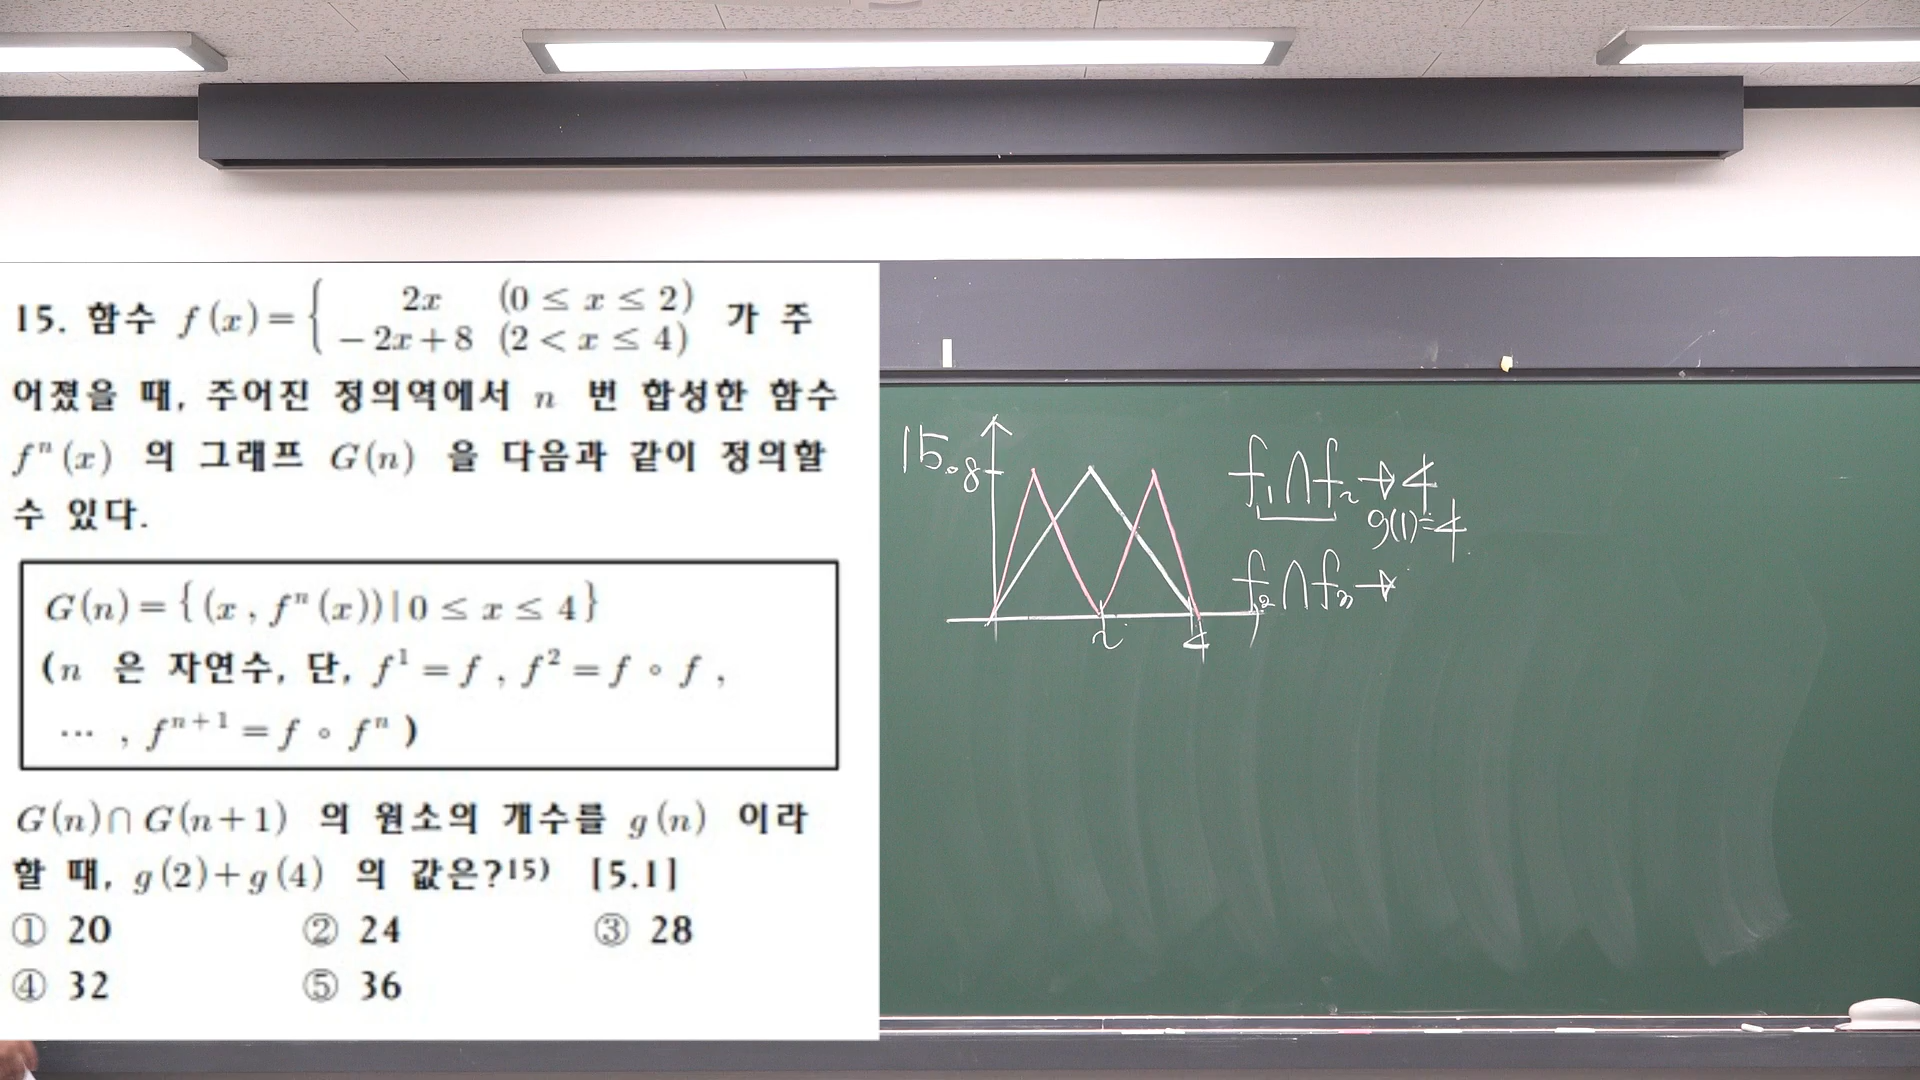 15. 함수 f(x) = { 2x (0 ≤ x ≤ 2)
− 2x + 8 (2 < x ≤ 4) 가 주
어졌을 때, 주어진 정의역에서 n 번 합성한 함수
fⁿ(x) 의 그래프 G(n) 을 다음과 같이 정의할
수 있다.
G(n) = { (x, fⁿ(x)) | 0 ≤ x ≤ 4 }
(n 은 자연수, 단, f¹ = f, f² = f ∘ f,
⋯, fⁿ⁺¹ = f ∘ fⁿ)
G(n)∩G(n+1) 의 원소의 개수를 g(n) 이라
할 때, g(2)+g(4) 의 값은?15) [5.1]
① 20 ② 24 ③ 28
④ 32 ⑤ 36
15.
8
2 4
f₁∩f₂→4
g(1)=4
f₂∩f₃→